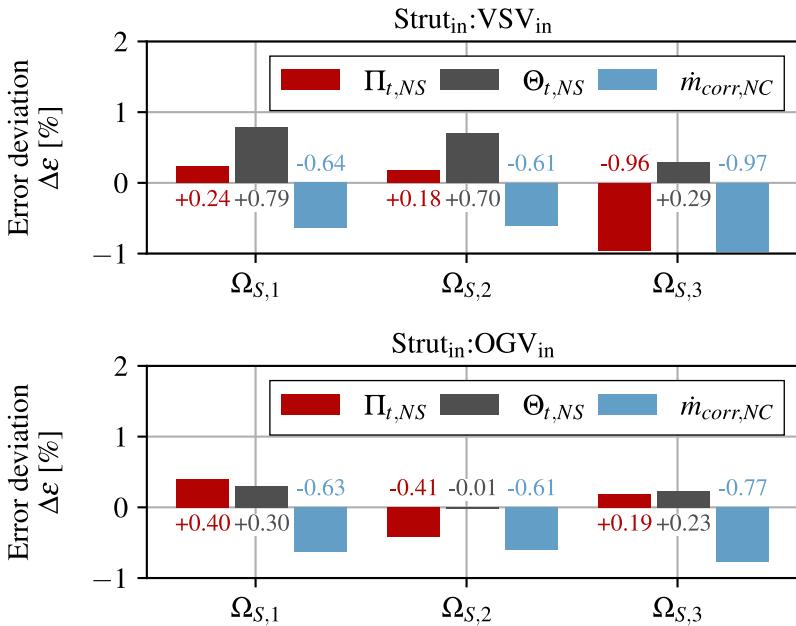 Strut_in:VSV_in
Error deviation
Δε [%]
2
1
0
−1
Π_t,NS Θ_t,NS ṁ_corr,NC
+0.24 +0.79 -0.64
+0.18 +0.70 -0.61
-0.96 +0.29 -0.97
Ω_S,1 Ω_S,2 Ω_S,3
Strut_in:OGV_in
Error deviation
Δε [%]
2
1
0
−1
Π_t,NS Θ_t,NS ṁ_corr,NC
+0.40 +0.30 -0.63
-0.41 -0.01 -0.61
+0.19 +0.23 -0.77
Ω_S,1 Ω_S,2 Ω_S,3